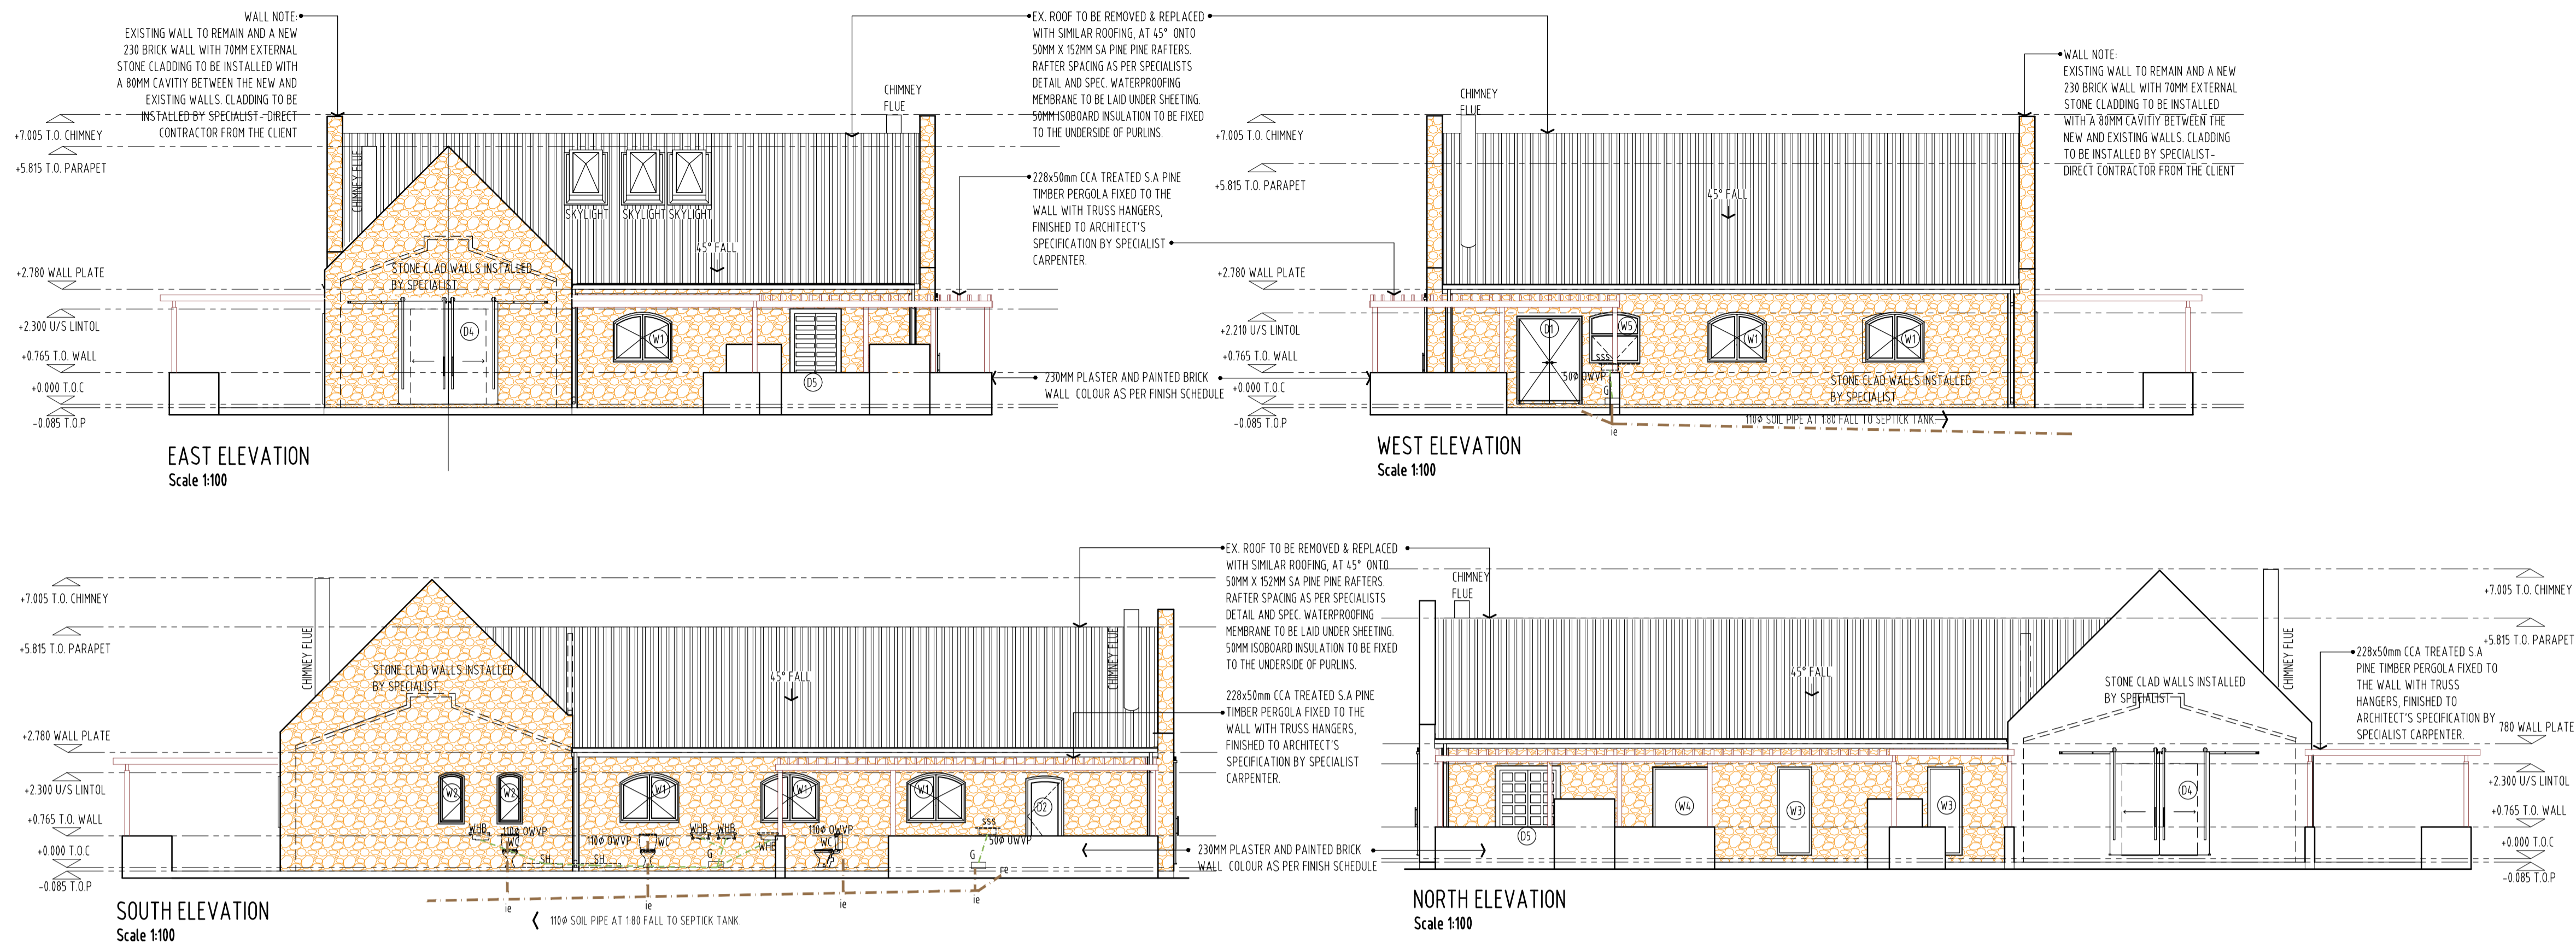 WALL NOTE:
EXISTING WALL TO REMAIN AND A NEW
230 BRICK WALL WITH 70MM EXTERNAL
STONE CLADDING TO BE INSTALLED WITH
A 80MM CAVITIY BETWEEN THE NEW AND
EXISTING WALLS. CLADDING TO BE
INSTALLED BY SPECIALIST- DIRECT
CONTRACTOR FROM THE CLIENT
+7.005 T.O. CHIMNEY
+5.815 T.O. PARAPET
+2.780 WALL PLATE
+2.300 U/S LINTOL
+0.765 T.O. WALL
+0.000 T.O.C
-0.085 T.O.P
CHIMNEY FLUE
CHIMNEY
FLUE
SKYLIGHT
SKYLIGHT
SKYLIGHT
45° FALL
STONE CLAD WALLS INSTALLED
BY SPECIALIST
D4
W1
D5
EAST ELEVATION
Scale 1:100
EX. ROOF TO BE REMOVED & REPLACED
WITH SIMILAR ROOFING, AT 45° ONTO
50MM X 152MM SA PINE PINE RAFTERS.
RAFTER SPACING AS PER SPECIALISTS
DETAIL AND SPEC. WATERPROOFING
MEMBRANE TO BE LAID UNDER SHEETING.
50MM ISOBOARD INSULATION TO BE FIXED
TO THE UNDERSIDE OF PURLINS.
228x50mm CCA TREATED S.A PINE
TIMBER PERGOLA FIXED TO THE
WALL WITH TRUSS HANGERS,
FINISHED TO ARCHITECT'S
SPECIFICATION BY SPECIALIST
CARPENTER.
230MM PLASTER AND PAINTED BRICK
WALL COLOUR AS PER FINISH SCHEDULE
+7.005 T.O. CHIMNEY
+5.815 T.O. PARAPET
+2.780 WALL PLATE
+2.210 U/S LINTOL
+0.765 T.O. WALL
+0.000 T.O.C
-0.085 T.O.P
CHIMNEY
FLUE
45° FALL
D1
W5
SSS
50Ø OWVP
G
W1
W1
STONE CLAD WALLS INSTALLED
BY SPECIALIST
110Ø SOIL PIPE AT 1:80 FALL TO SEPTICK TANK.
ie
WALL NOTE:
EXISTING WALL TO REMAIN AND A NEW
230 BRICK WALL WITH 70MM EXTERNAL
STONE CLADDING TO BE INSTALLED
WITH A 80MM CAVITIY BETWEEN THE
NEW AND EXISTING WALLS. CLADDING
TO BE INSTALLED BY SPECIALIST-
DIRECT CONTRACTOR FROM THE CLIENT
WEST ELEVATION
Scale 1:100
+7.005 T.O. CHIMNEY
+5.815 T.O. PARAPET
+2.780 WALL PLATE
+2.300 U/S LINTOL
+0.765 T.O. WALL
+0.000 T.O.C
-0.085 T.O.P
CHIMNEY FLUE
STONE CLAD WALLS INSTALLED
BY SPECIALIST
45° FALL
CHIMNEY FLUE
W2
W2
W1
W1
W1
D2
WHB
110Ø OWVP
WC
SH
SH
110Ø OWVP
WC
WHB
WHB
G
WHB
110Ø OWVP
WC
SSS
50Ø OWVP
G
re
ie
ie
ie
ie
110Ø SOIL PIPE AT 1:80 FALL TO SEPTICK TANK.
SOUTH ELEVATION
Scale 1:100
EX. ROOF TO BE REMOVED & REPLACED
WITH SIMILAR ROOFING, AT 45° ONTO
50MM X 152MM SA PINE PINE RAFTERS.
RAFTER SPACING AS PER SPECIALISTS
DETAIL AND SPEC. WATERPROOFING
MEMBRANE TO BE LAID UNDER SHEETING.
50MM ISOBOARD INSULATION TO BE FIXED
TO THE UNDERSIDE OF PURLINS.
228x50mm CCA TREATED S.A PINE
TIMBER PERGOLA FIXED TO THE
WALL WITH TRUSS HANGERS,
FINISHED TO ARCHITECT'S
SPECIFICATION BY SPECIALIST
CARPENTER.
230MM PLASTER AND PAINTED BRICK
WALL COLOUR AS PER FINISH SCHEDULE
CHIMNEY
FLUE
45° FALL
STONE CLAD WALLS INSTALLED
BY SPECIALIST
CHIMNEY FLUE
D5
W4
W3
W3
D4
228x50mm CCA TREATED S.A
PINE TIMBER PERGOLA FIXED TO
THE WALL WITH TRUSS
HANGERS, FINISHED TO
ARCHITECT'S SPECIFICATION BY
SPECIALIST CARPENTER.
+7.005 T.O. CHIMNEY
+5.815 T.O. PARAPET
780 WALL PLATE
+2.300 U/S LINTOL
+0.765 T.O. WALL
+0.000 T.O.C
-0.085 T.O.P
NORTH ELEVATION
Scale 1:100